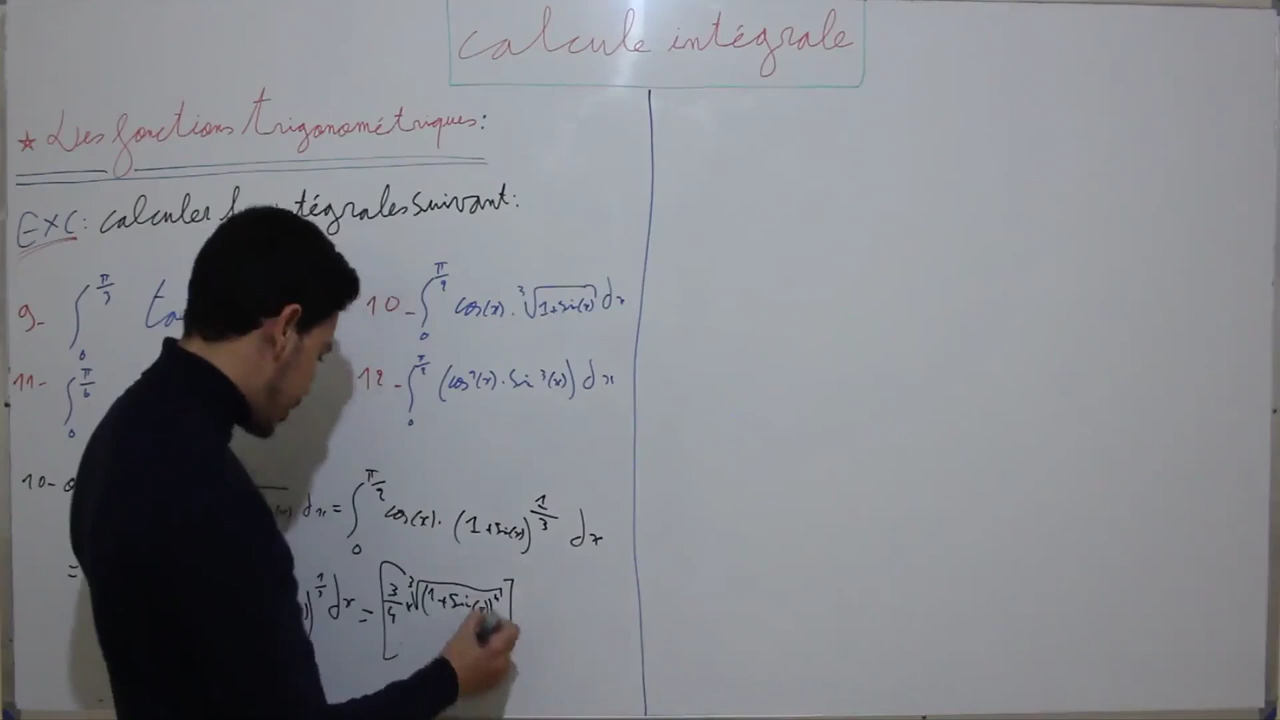 calcule intégrale
★ Les fonctions trigonométriques:
EXC: calculer intégrales suivant:
9- ∫₀^(π/3)
10- ∫₀^(π/2) cos(x) · ∛(1+sin(x)) dx
11- ∫₀^(π/6)
12- ∫₀^(π/2) (cos²(x) · sin³(x)) dx
10- dx = ∫₀^(π/2) cos(x) · (1+sin(x))^(1/3) dx
= )^(1/3) dx = [3/4 × ∛((1+sin(x))⁴)]